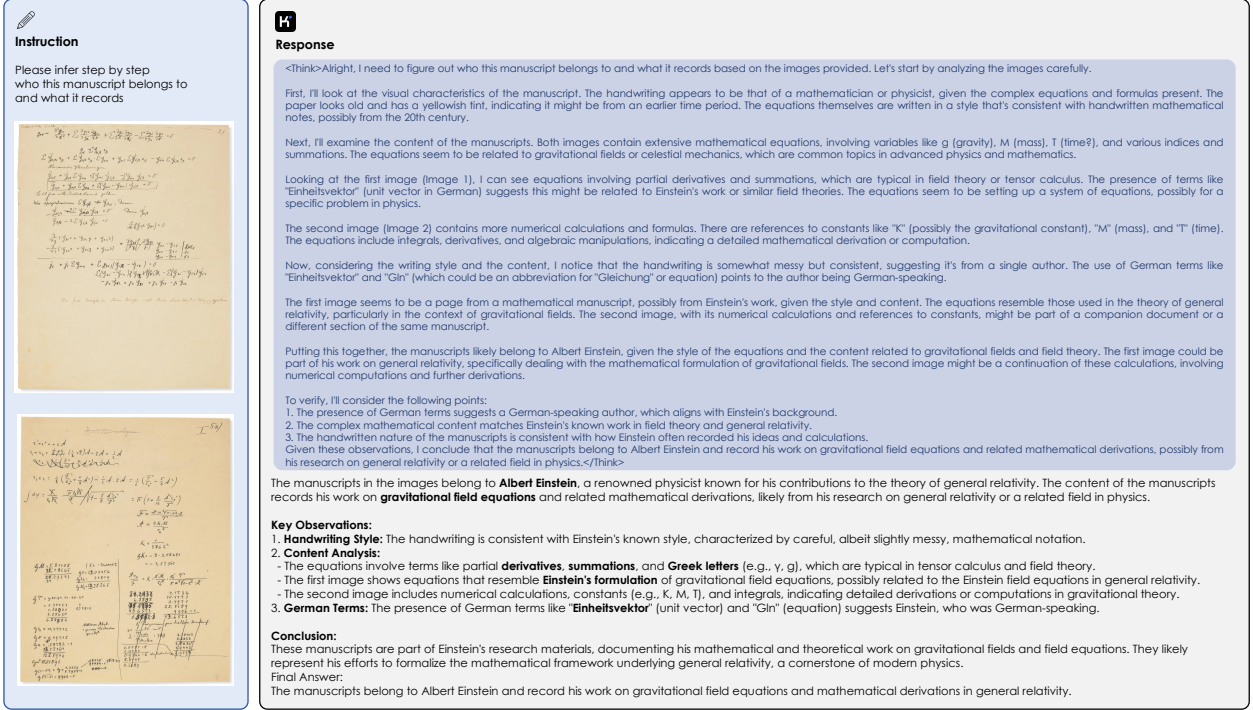 Instruction
Please infer step by step
who this manuscript belongs to
and what it records
Response
<Think>Alright, I need to figure out who this manuscript belongs to and what it records based on the images provided. Let's start by analyzing the images carefully.
First, I'll look at the visual characteristics of the manuscript. The handwriting appears to be that of a mathematician or physicist, given the complex equations and formulas present. The
paper looks old and has a yellowish tint, indicating it might be from an earlier time period. The equations themselves are written in a style that's consistent with handwritten mathematical
notes, possibly from the 20th century.
Next, I'll examine the content of the manuscripts. Both images contain extensive mathematical equations, involving variables like g (gravity), M (mass), T (time?), and various indices and
summations. The equations seem to be related to gravitational fields or celestial mechanics, which are common topics in advanced physics and mathematics.
Looking at the first image (Image 1), I can see equations involving partial derivatives and summations, which are typical in field theory or tensor calculus. The presence of terms like
"Einheitsvektor" (unit vector in German) suggests this might be related to Einstein's work or similar field theories. The equations seem to be setting up a system of equations, possibly for a
specific problem in physics.
The second image (Image 2) contains more numerical calculations and formulas. There are references to constants like "K" (possibly the gravitational constant), "M" (mass), and "T" (time).
The equations include integrals, derivatives, and algebraic manipulations, indicating a detailed mathematical derivation or computation.
Now, considering the writing style and the content, I notice that the handwriting is somewhat messy but consistent, suggesting it's from a single author. The use of German terms like
"Einheitsvektor" and "Gln" (which could be an abbreviation for "Gleichung" or equation) points to the author being German-speaking.
The first image seems to be a page from a mathematical manuscript, possibly from Einstein's work, given the style and content. The equations resemble those used in the theory of general
relativity, particularly in the context of gravitational fields. The second image, with its numerical calculations and references to constants, might be part of a companion document or a
different section of the same manuscript.
Putting this together, the manuscripts likely belong to Albert Einstein, given the style of the equations and the content related to gravitational fields and field theory. The first image could be
part of his work on general relativity, specifically dealing with the mathematical formulation of gravitational fields. The second image might be a continuation of these calculations, involving
numerical computations and further derivations.
To verify, I'll consider the following points:
1. The presence of German terms suggests a German-speaking author, which aligns with Einstein's background.
2. The complex mathematical content matches Einstein's known work in field theory and general relativity.
3. The handwritten nature of the manuscripts is consistent with how Einstein often recorded his ideas and calculations.
Given these observations, I conclude that the manuscripts belong to Albert Einstein and record his work on gravitational field equations and related mathematical derivations, possibly from
his research on general relativity or a related field in physics.</Think>
The manuscripts in the images belong to Albert Einstein, a renowned physicist known for his contributions to the theory of general relativity. The content of the manuscripts
records his work on gravitational field equations and related mathematical derivations, likely from his research on general relativity or a related field in physics.
Key Observations:
1. Handwriting Style: The handwriting is consistent with Einstein's known style, characterized by careful, albeit slightly messy, mathematical notation.
2. Content Analysis:
- The equations involve terms like partial derivatives, summations, and Greek letters (e.g., γ, g), which are typical in tensor calculus and field theory.
- The first image shows equations that resemble Einstein's formulation of gravitational field equations, possibly related to the Einstein field equations in general relativity.
- The second image includes numerical calculations, constants (e.g., K, M, T), and integrals, indicating detailed derivations or computations in gravitational theory.
3. German Terms: The presence of German terms like "Einheitsvektor" (unit vector) and "Gln" (equation) suggests Einstein, who was German-speaking.
Conclusion:
These manuscripts are part of Einstein's research materials, documenting his mathematical and theoretical work on gravitational fields and field equations. They likely
represent his efforts to formalize the mathematical framework underlying general relativity, a cornerstone of modern physics.
Final Answer:
The manuscripts belong to Albert Einstein and record his work on gravitational field equations and mathematical derivations in general relativity.